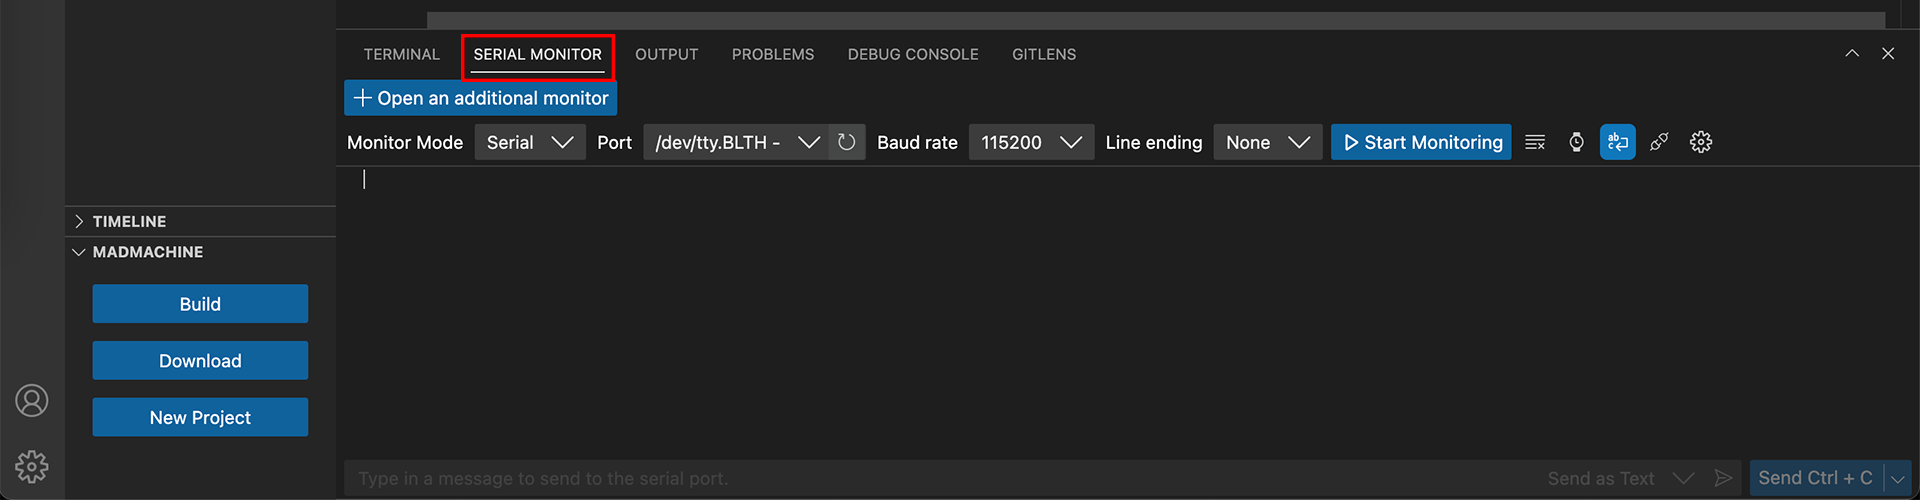 TERMINAL SERIAL MONITOR OUTPUT PROBLEMS DEBUG CONSOLE GITLENS
Open an additional monitor
Monitor Mode Serial Port /dev/tty.BLTH - Baud rate 115200 Line ending None Start Monitoring
TIMELINE
MADMACHINE
Build
Download
New Project
Type in a message to send to the serial port. Send as Text Send Ctrl + C